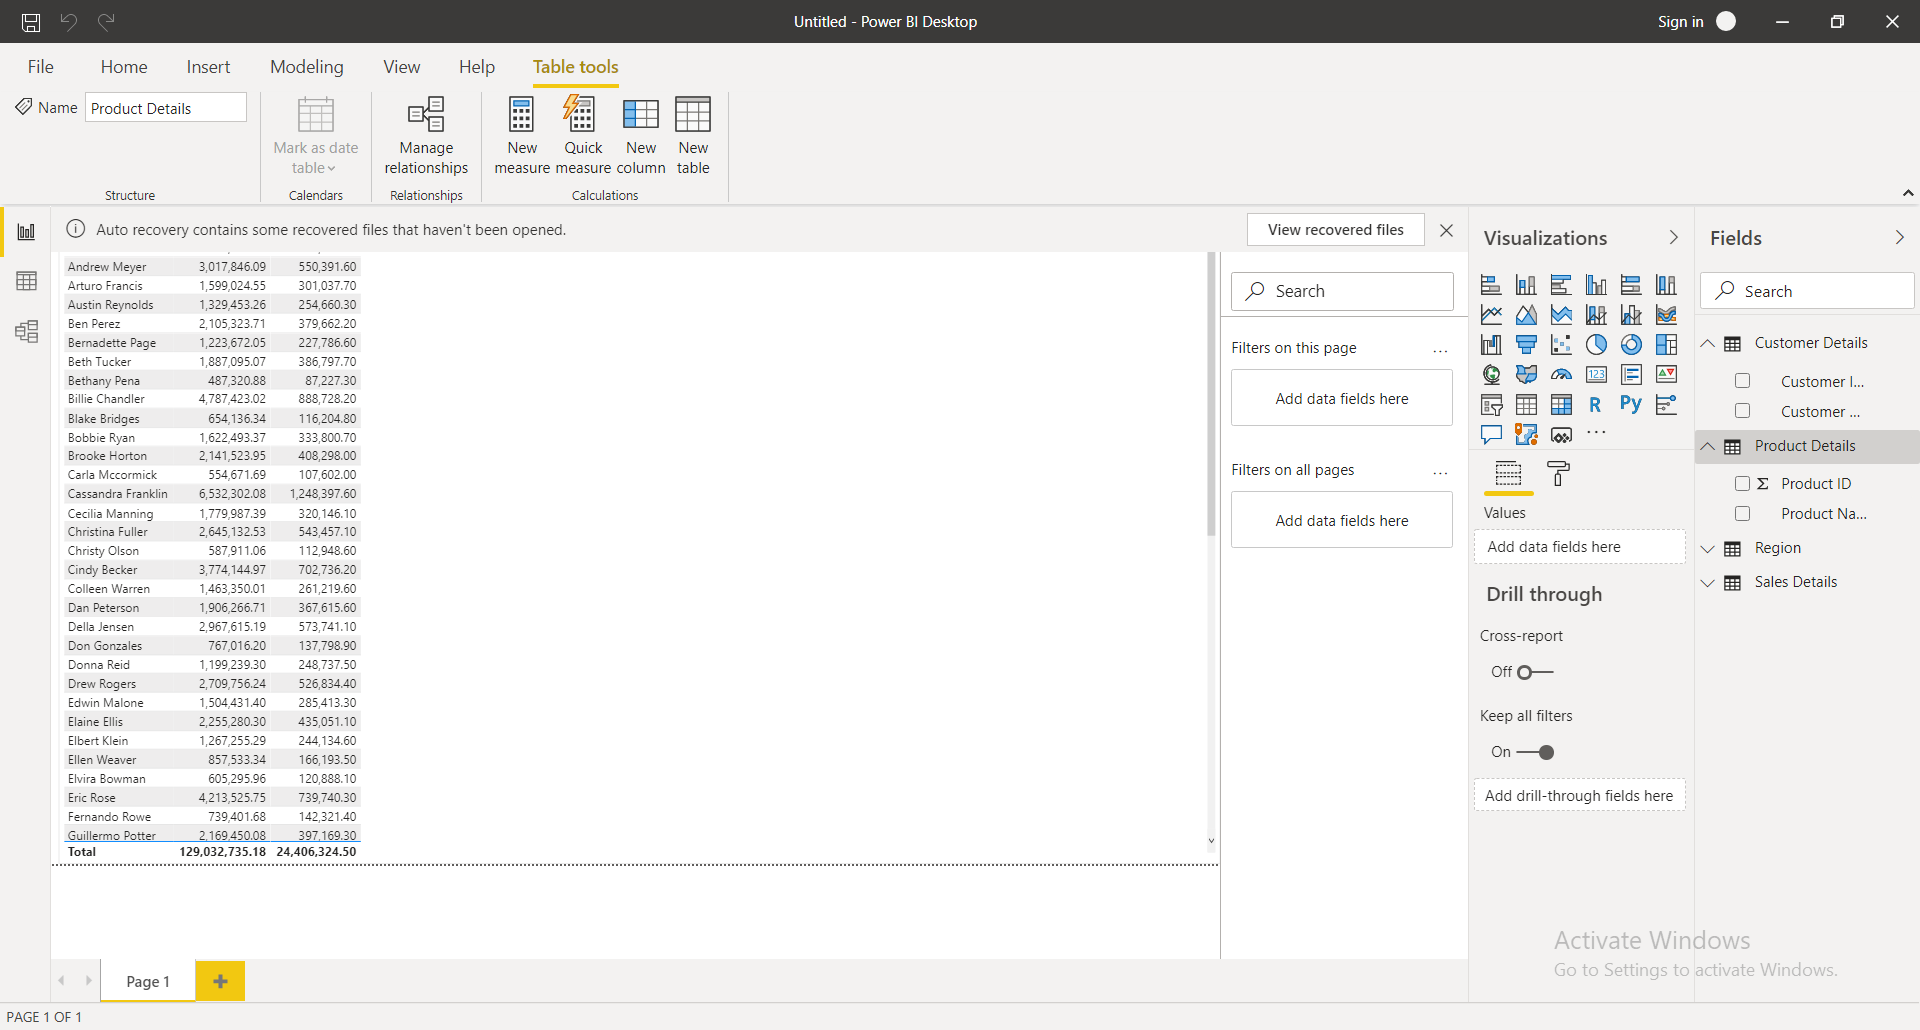 Untitled - Power BI Desktop
Sign in
File Home Insert Modeling View Help Table tools
Name Product Details
Mark as date table
Manage relationships
New measure
Quick measure
New column
New table
Structure Calendars Relationships Calculations
Auto recovery contains some recovered files that haven't been opened.
View recovered files
Andrew Meyer 3,017,846.09 550,391.60
Arturo Francis 1,599,024.55 301,037.70
Austin Reynolds 1,329,453.26 254,660.30
Ben Perez 2,105,323.71 379,662.20
Bernadette Page 1,223,672.05 227,786.60
Beth Tucker 1,887,095.07 386,797.70
Bethany Pena 487,320.88 87,227.30
Billie Chandler 4,787,423.02 888,728.20
Blake Bridges 654,136.34 116,204.80
Bobbie Ryan 1,622,493.37 333,800.70
Brooke Horton 2,141,523.95 408,298.00
Carla Mccormick 554,671.69 107,602.00
Cassandra Franklin 6,532,302.08 1,248,397.60
Cecilia Manning 1,779,987.39 320,146.10
Christina Fuller 2,645,132.53 543,457.10
Christy Olson 587,911.06 112,948.60
Cindy Becker 3,774,144.97 702,736.20
Colleen Warren 1,463,350.01 261,219.60
Dan Peterson 1,906,266.71 367,615.60
Della Jensen 2,967,615.19 573,741.10
Don Gonzales 767,016.20 137,798.90
Donna Reid 1,199,239.30 248,737.50
Drew Rogers 2,709,756.24 526,834.40
Edwin Malone 1,504,431.40 285,413.30
Elaine Ellis 2,255,280.30 435,051.10
Elbert Klein 1,267,255.29 244,134.60
Ellen Weaver 857,533.34 166,193.50
Elvira Bowman 605,295.96 120,888.10
Eric Rose 4,213,525.75 739,740.30
Fernando Rowe 739,401.68 142,321.40
Guillermo Potter 2,169,450.08 397,169.30
Total 129,032,735.18 24,406,324.50
Search
Filters on this page ...
Add data fields here
Filters on all pages ...
Add data fields here
Visualizations
123
R
Py
...
Values
Add data fields here
Drill through
Cross-report
Off
Keep all filters
On
Add drill-through fields here
Fields
Search
Customer Details
Customer I...
Customer ...
Product Details
Σ Product ID
Product Na...
Region
Sales Details
Activate Windows
Go to Settings to activate Windows.
Page 1 +
PAGE 1 OF 1